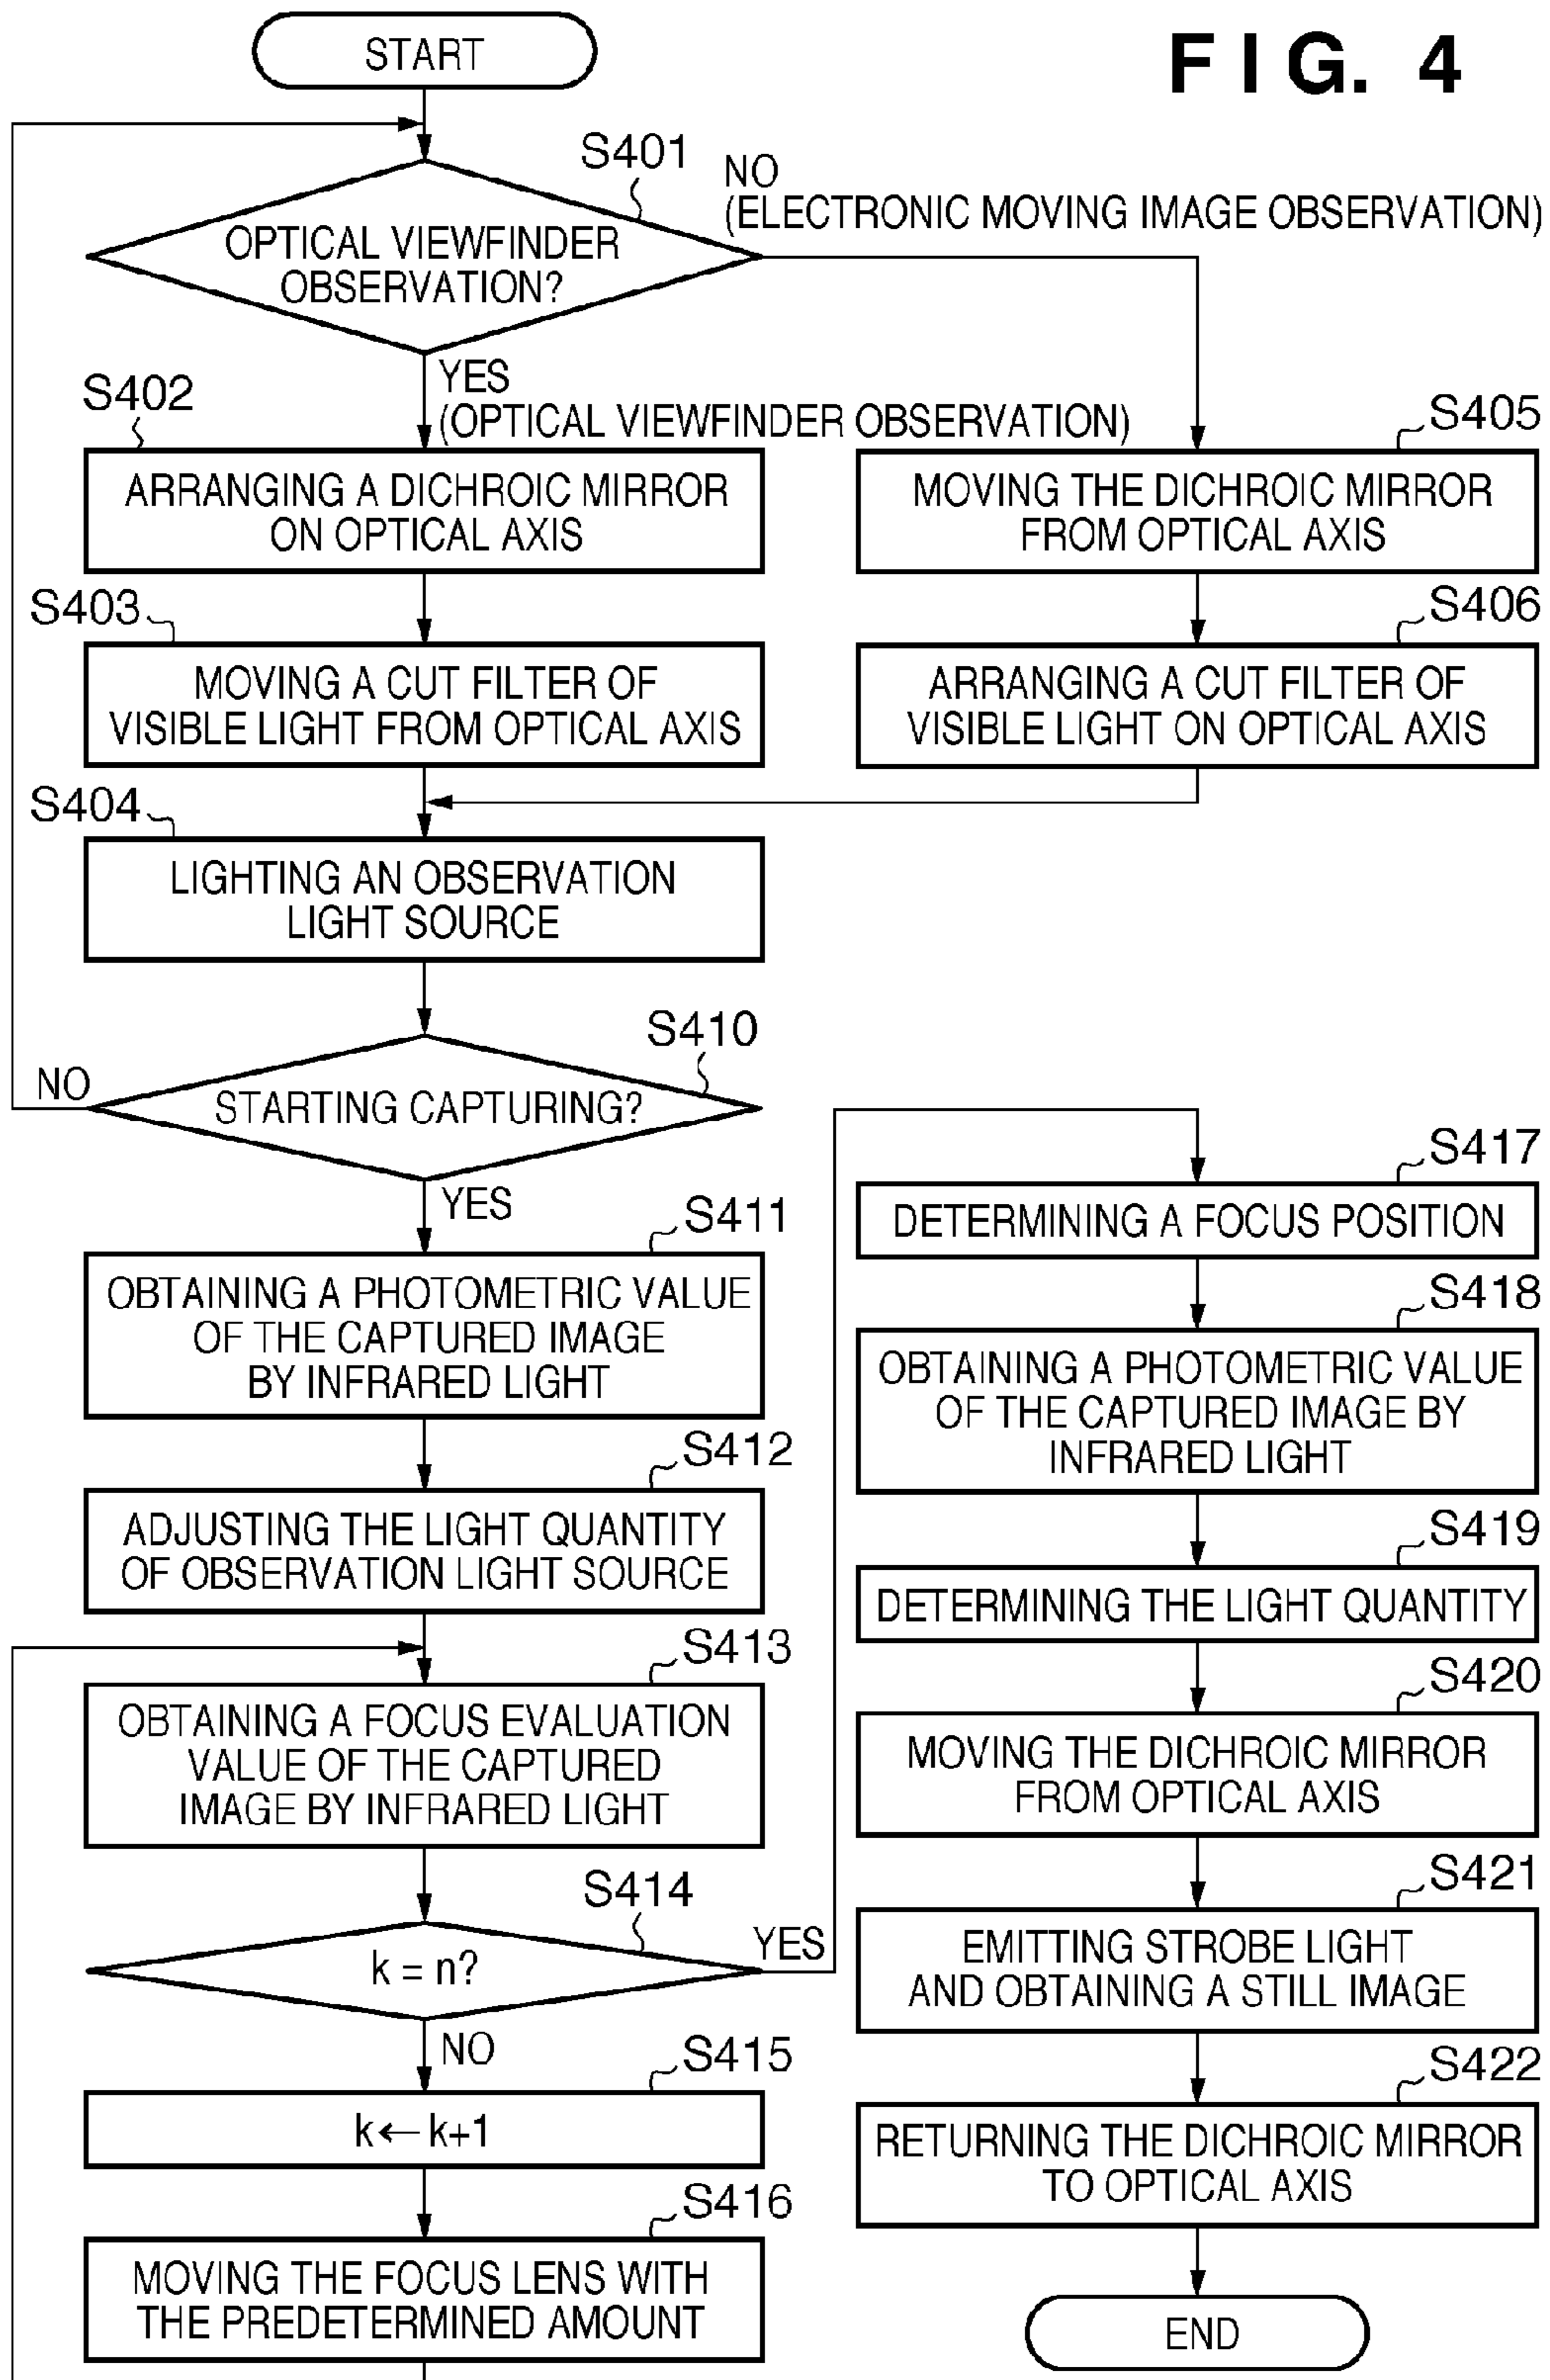 FIG. 4
START
S401
OPTICAL VIEWFINDER
OBSERVATION?
NO
(ELECTRONIC MOVING IMAGE OBSERVATION)
YES
(OPTICAL VIEWFINDER OBSERVATION)
S402
ARRANGING A DICHROIC MIRROR
ON OPTICAL AXIS
S403
MOVING A CUT FILTER OF
VISIBLE LIGHT FROM OPTICAL AXIS
S405
MOVING THE DICHROIC MIRROR
FROM OPTICAL AXIS
S406
ARRANGING A CUT FILTER OF
VISIBLE LIGHT ON OPTICAL AXIS
S404
LIGHTING AN OBSERVATION
LIGHT SOURCE
S410
NO
STARTING CAPTURING?
YES
S411
OBTAINING A PHOTOMETRIC VALUE
OF THE CAPTURED IMAGE
BY INFRARED LIGHT
S412
ADJUSTING THE LIGHT QUANTITY
OF OBSERVATION LIGHT SOURCE
S413
OBTAINING A FOCUS EVALUATION
VALUE OF THE CAPTURED
IMAGE BY INFRARED LIGHT
S414
k = n?
YES
NO
S415
k←k+1
S416
MOVING THE FOCUS LENS WITH
THE PREDETERMINED AMOUNT
S417
DETERMINING A FOCUS POSITION
S418
OBTAINING A PHOTOMETRIC VALUE
OF THE CAPTURED IMAGE BY
INFRARED LIGHT
S419
DETERMINING THE LIGHT QUANTITY
S420
MOVING THE DICHROIC MIRROR
FROM OPTICAL AXIS
S421
EMITTING STROBE LIGHT
AND OBTAINING A STILL IMAGE
S422
RETURNING THE DICHROIC MIRROR
TO OPTICAL AXIS
END